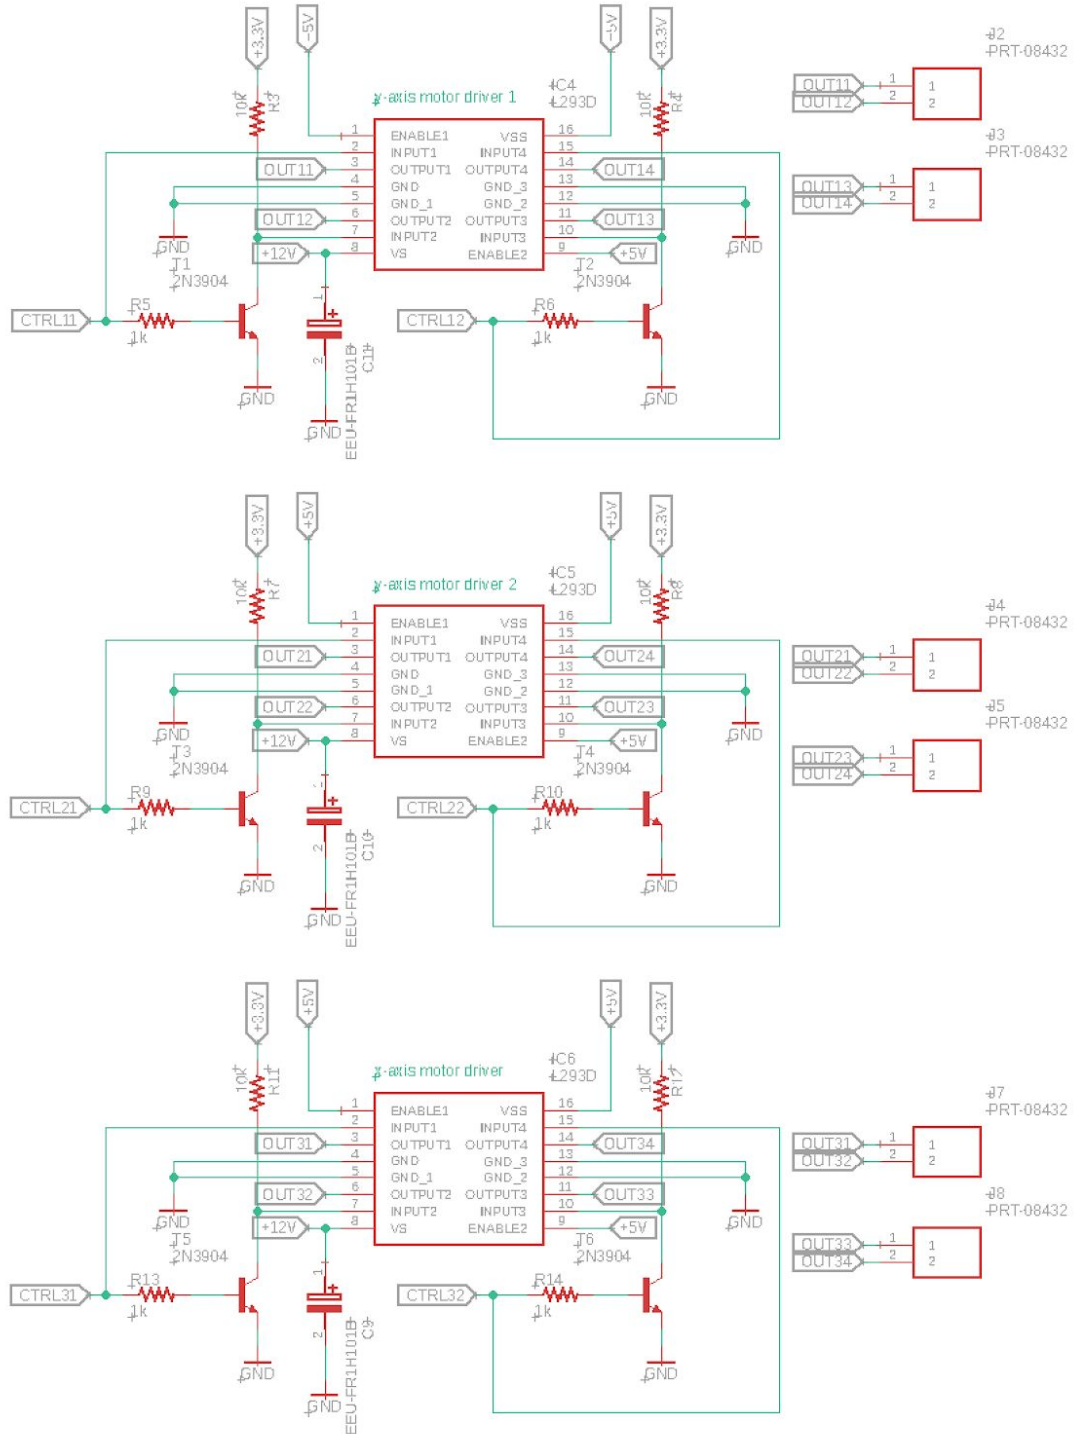 +3.3V
-5V
-5V
+3.3V
10k
R3
10k
R4
y-axis motor driver 1
IC4
L293D
1 ENABLE1 VSS 16
2 INPUT1 INPUT4 15
OUT11 3 OUTPUT1 OUTPUT4 14 OUT14
4 GND GND_3 13
5 GND_1 GND_2 12
OUT12 6 OUTPUT2 OUTPUT3 11 OUT13
7 INPUT2 INPUT3 10
+12V 8 VS ENABLE2 9 +5V
GND
GND
T1
2N3904
T2
2N3904
CTRL11
R5
1k
1
2
EEU-FR1H101B
C11
CTRL12
R6
1k
GND
GND
GND
J2
PRT-08432
OUT11 1 1
OUT12 2 2
J3
PRT-08432
OUT13 1 1
OUT14 2 2
+3.3V
+5V
+5V
+3.3V
10k
R7
10k
R8
y-axis motor driver 2
IC5
L293D
1 ENABLE1 VSS 16
2 INPUT1 INPUT4 15
OUT21 3 OUTPUT1 OUTPUT4 14 OUT24
4 GND GND_3 13
5 GND_1 GND_2 12
OUT22 6 OUTPUT2 OUTPUT3 11 OUT23
7 INPUT2 INPUT3 10
+12V 8 VS ENABLE2 9 +5V
GND
GND
T3
2N3904
T4
2N3904
CTRL21
R9
1k
1
2
EEU-FR1H101B
C10
CTRL22
R10
1k
GND
GND
GND
J4
PRT-08432
OUT21 1 1
OUT22 2 2
J5
PRT-08432
OUT23 1 1
OUT24 2 2
+3.3V
+5V
+5V
+3.3V
10k
R11
10k
R12
x-axis motor driver
IC6
L293D
1 ENABLE1 VSS 16
2 INPUT1 INPUT4 15
OUT31 3 OUTPUT1 OUTPUT4 14 OUT34
4 GND GND_3 13
5 GND_1 GND_2 12
OUT32 6 OUTPUT2 OUTPUT3 11 OUT33
7 INPUT2 INPUT3 10
+12V 8 VS ENABLE2 9 +5V
GND
GND
T5
2N3904
T6
2N3904
CTRL31
R13
1k
1
2
EEU-FR1H101B
C9
CTRL32
R14
1k
GND
GND
GND
J7
PRT-08432
OUT31 1 1
OUT32 2 2
J8
PRT-08432
OUT33 1 1
OUT34 2 2